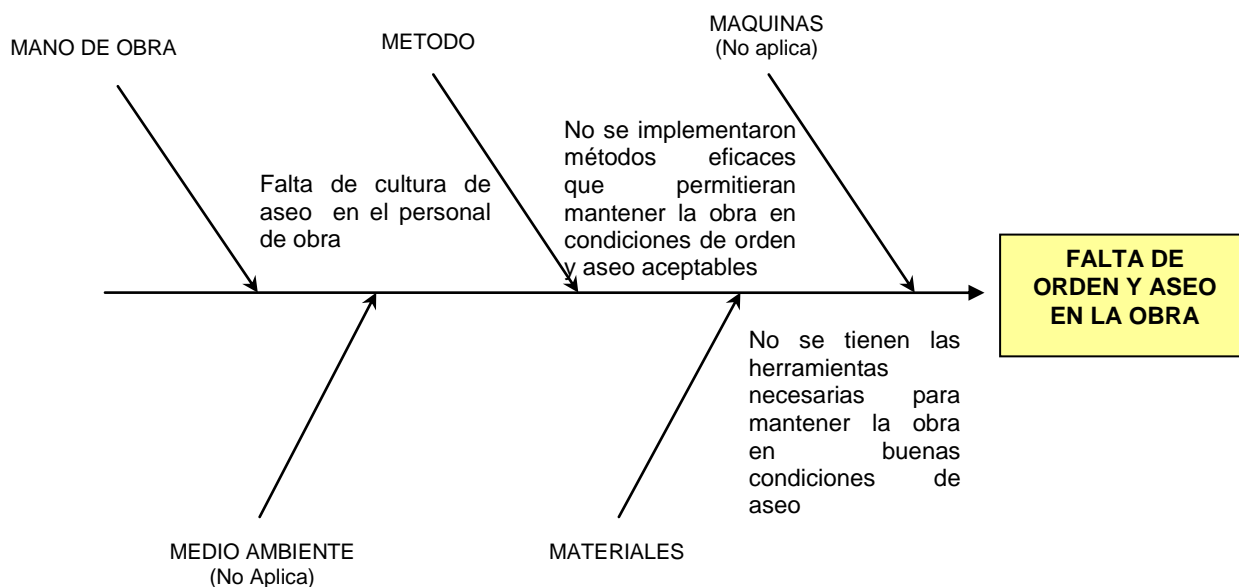 MANO DE OBRA
METODO
MAQUINAS
(No aplica)
Falta de cultura de
aseo en el personal
de obra
No se implementaron
métodos eficaces
que permitieran
mantener la obra en
condiciones de orden
y aseo aceptables
FALTA DE
ORDEN Y ASEO
EN LA OBRA
No se tienen las
herramientas
necesarias para
mantener la obra
en buenas
condiciones de
aseo
MEDIO AMBIENTE
(No Aplica)
MATERIALES